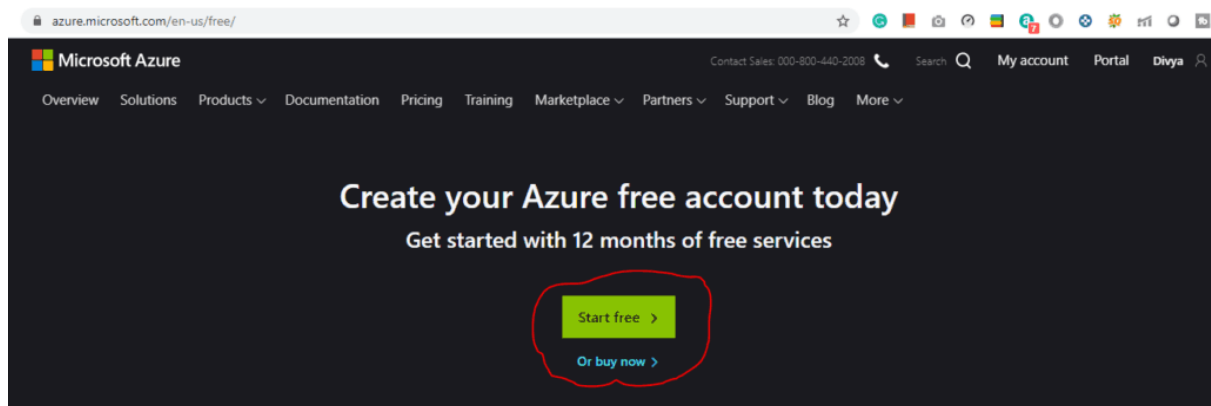 azure.microsoft.com/en-us/free/
7
Microsoft Azure
Contact Sales: 000-800-440-2008
Search
My account
Portal
Divya
Overview
Solutions
Products
Documentation
Pricing
Training
Marketplace
Partners
Support
Blog
More
Create your Azure free account today
Get started with 12 months of free services
Start free
Or buy now